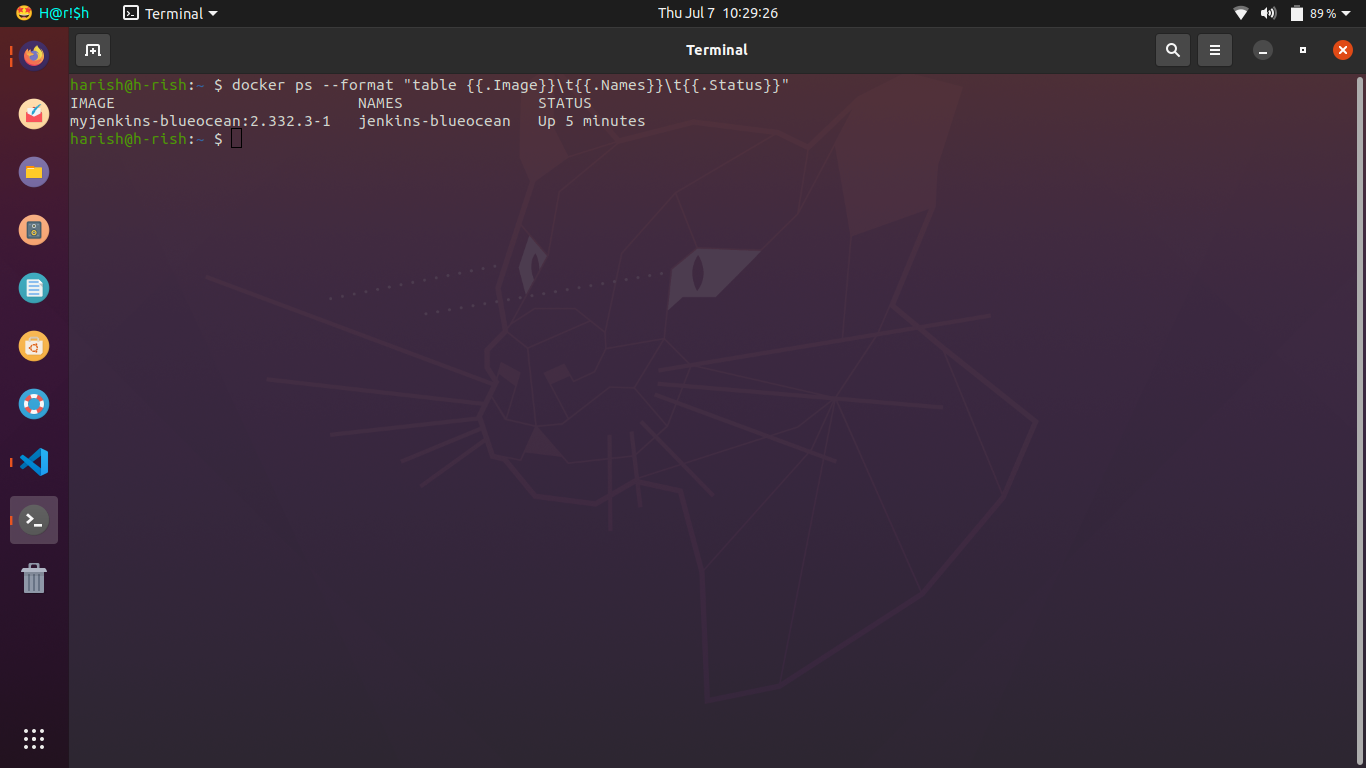 H@r!$h
Terminal
Thu Jul 7 10:29:26
89%
Terminal
harish@h-rish:~ $ docker ps --format "table {{.Image}}\t{{.Names}}\t{{.Status}}"
IMAGE NAMES STATUS
myjenkins-blueocean:2.332.3-1 jenkins-blueocean Up 5 minutes
harish@h-rish:~ $